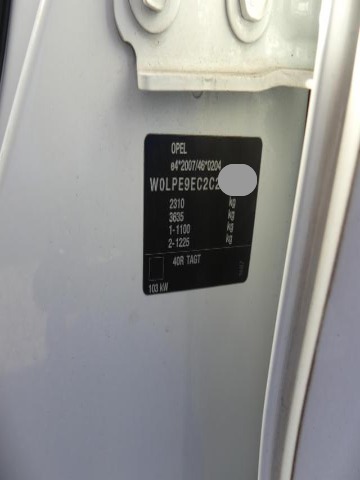 OPEL
e4*2007/46*0204
W0LPE9EC2C2
2310 kg
3635 kg
1-1100 kg
2-1225 kg
40R TAGT
103 kW